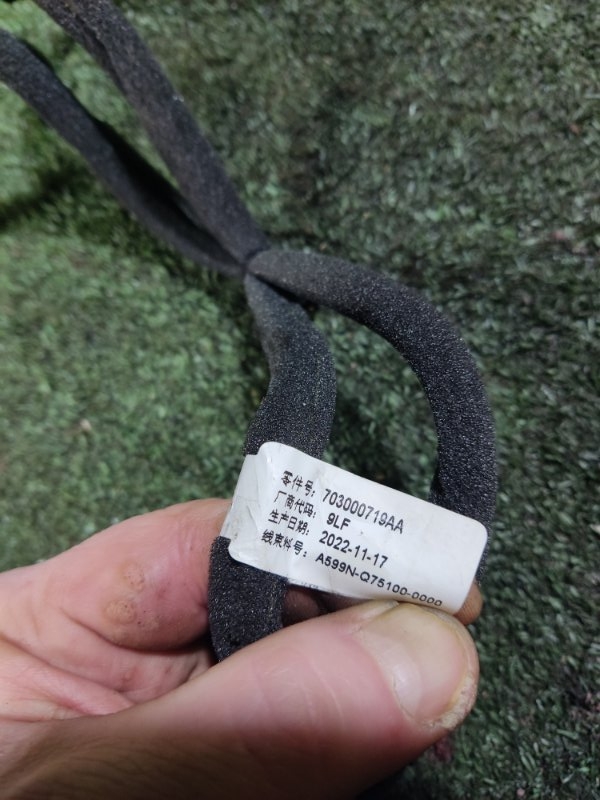 零件号: 703000719AA
厂商代码: 9LF
生产日期: 2022-11-17
线束料号: A599N-Q75100-0000